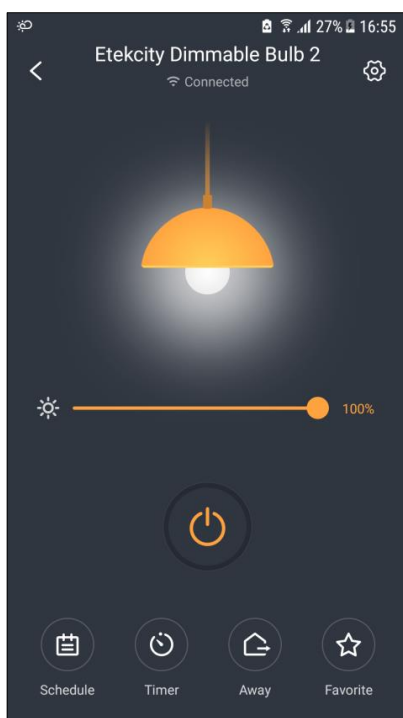 27% 16:55
Etekcity Dimmable Bulb 2
Connected
100%
Schedule Timer Away Favorite